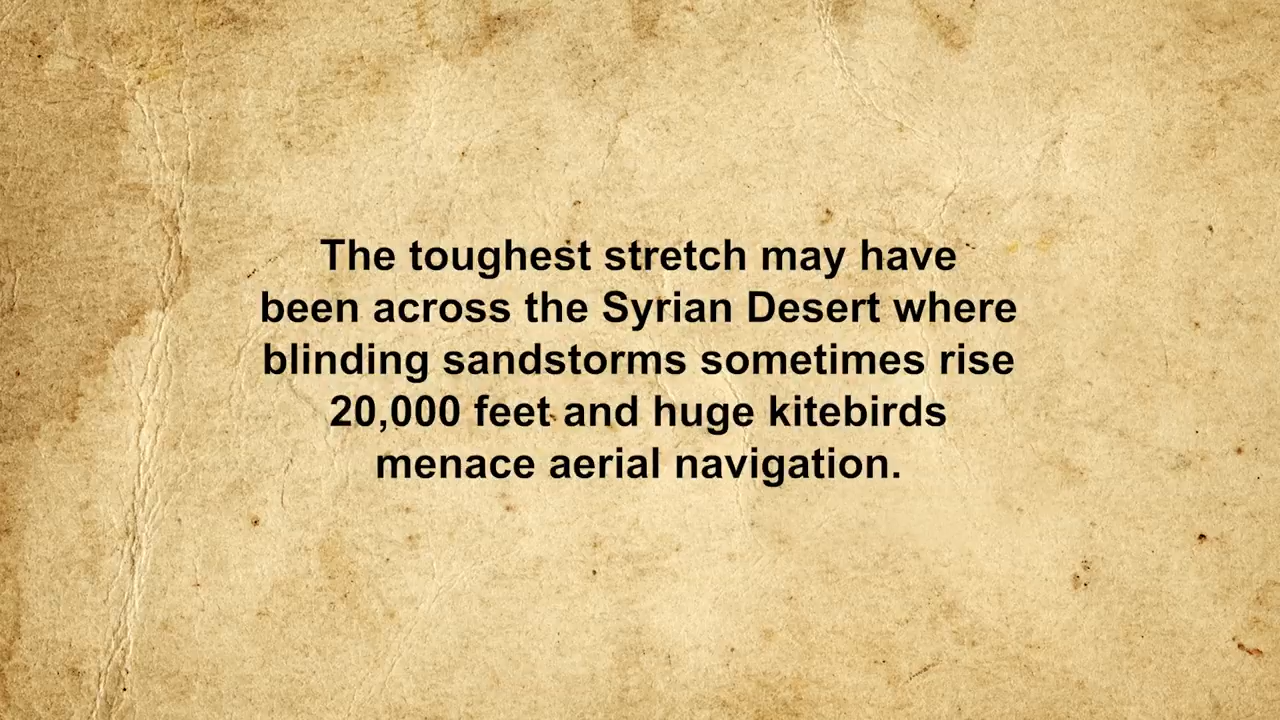 The toughest stretch may have
been across the Syrian Desert where
blinding sandstorms sometimes rise
20,000 feet and huge kitebirds
menace aerial navigation.